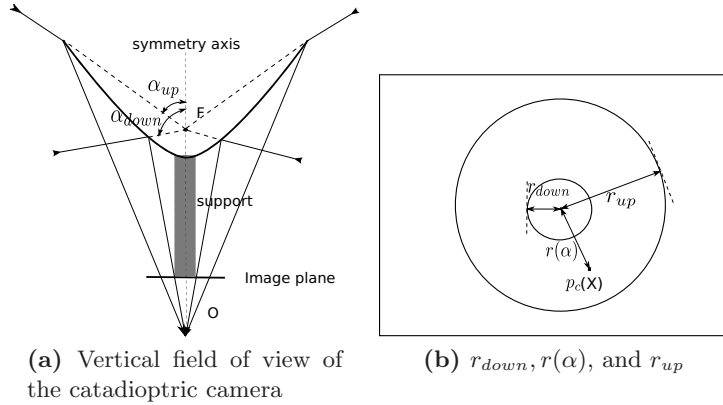 symmetry axis
α_up
α_down
F
support
Image plane
O
(a) Vertical field of view of
the catadioptric camera
r_down
r_up
r(α)
p_c(X)
(b) r_down, r(α), and r_up